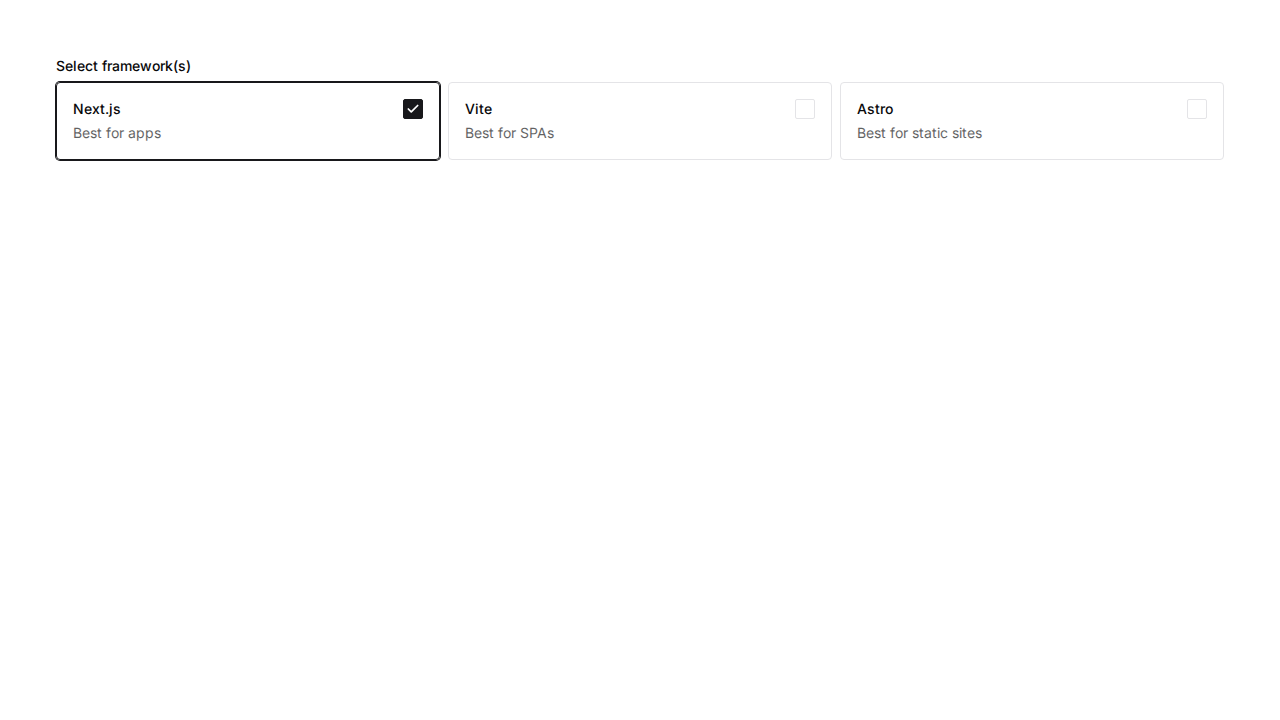 Select framework(s)
Next.js
Best for apps
Vite
Best for SPAs
Astro
Best for static sites